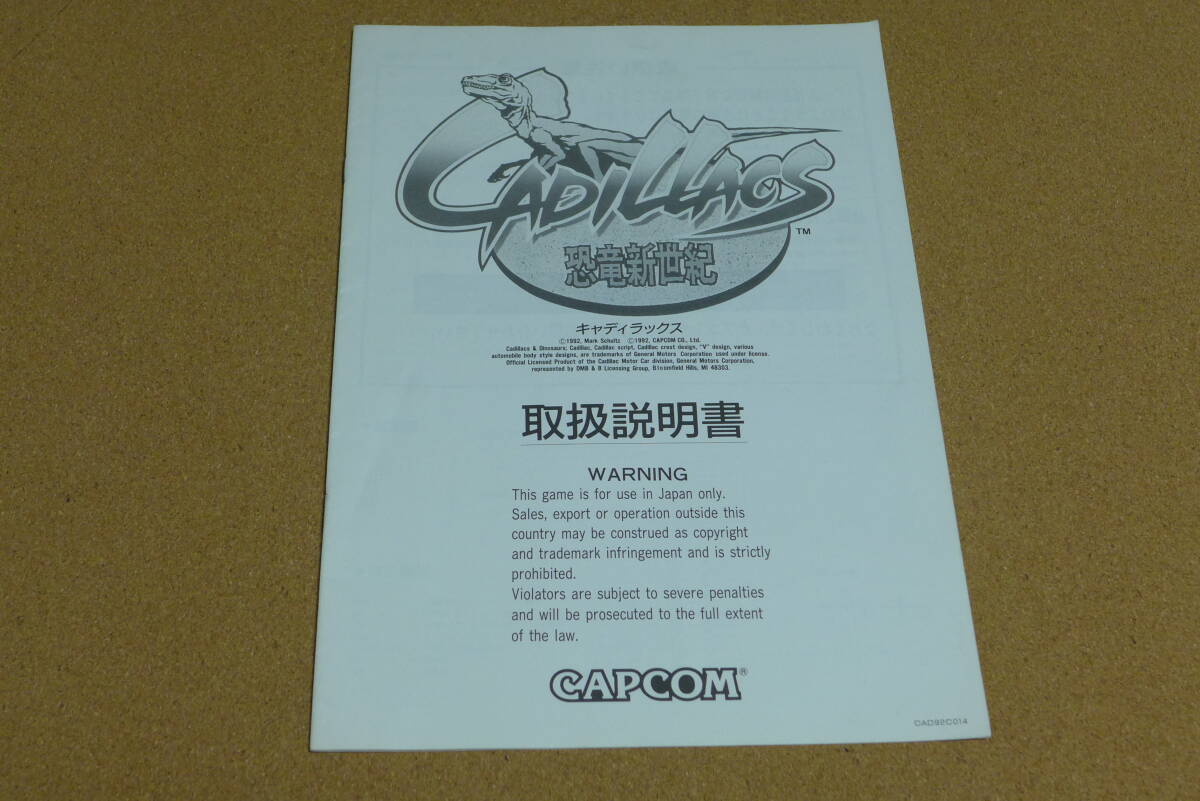 CADILLACS
TM
恐竜新世紀
キャディラックス
©1992, Mark Schultz ©1992, CAPCOM CO., Ltd.
Cadillacs & Dinosaurs; Cadillac, Cadillac script, Cadillac crest design, "V" design, various
automobile body style designs, are trademarks of General Motors Corporation used under license.
Official Licensed Product of the Cadillac Motor Car division, General Motors Corporation,
represented by DMB & B Licensing Group, Bloomfield Hills, MI 48303.
取扱説明書
WARNING
This game is for use in Japan only.
Sales, export or operation outside this
country may be construed as copyright
and trademark infringement and is strictly
prohibited.
Violators are subject to severe penalties
and will be prosecuted to the full extent
of the law.
CAPCOM®
CAD92C014